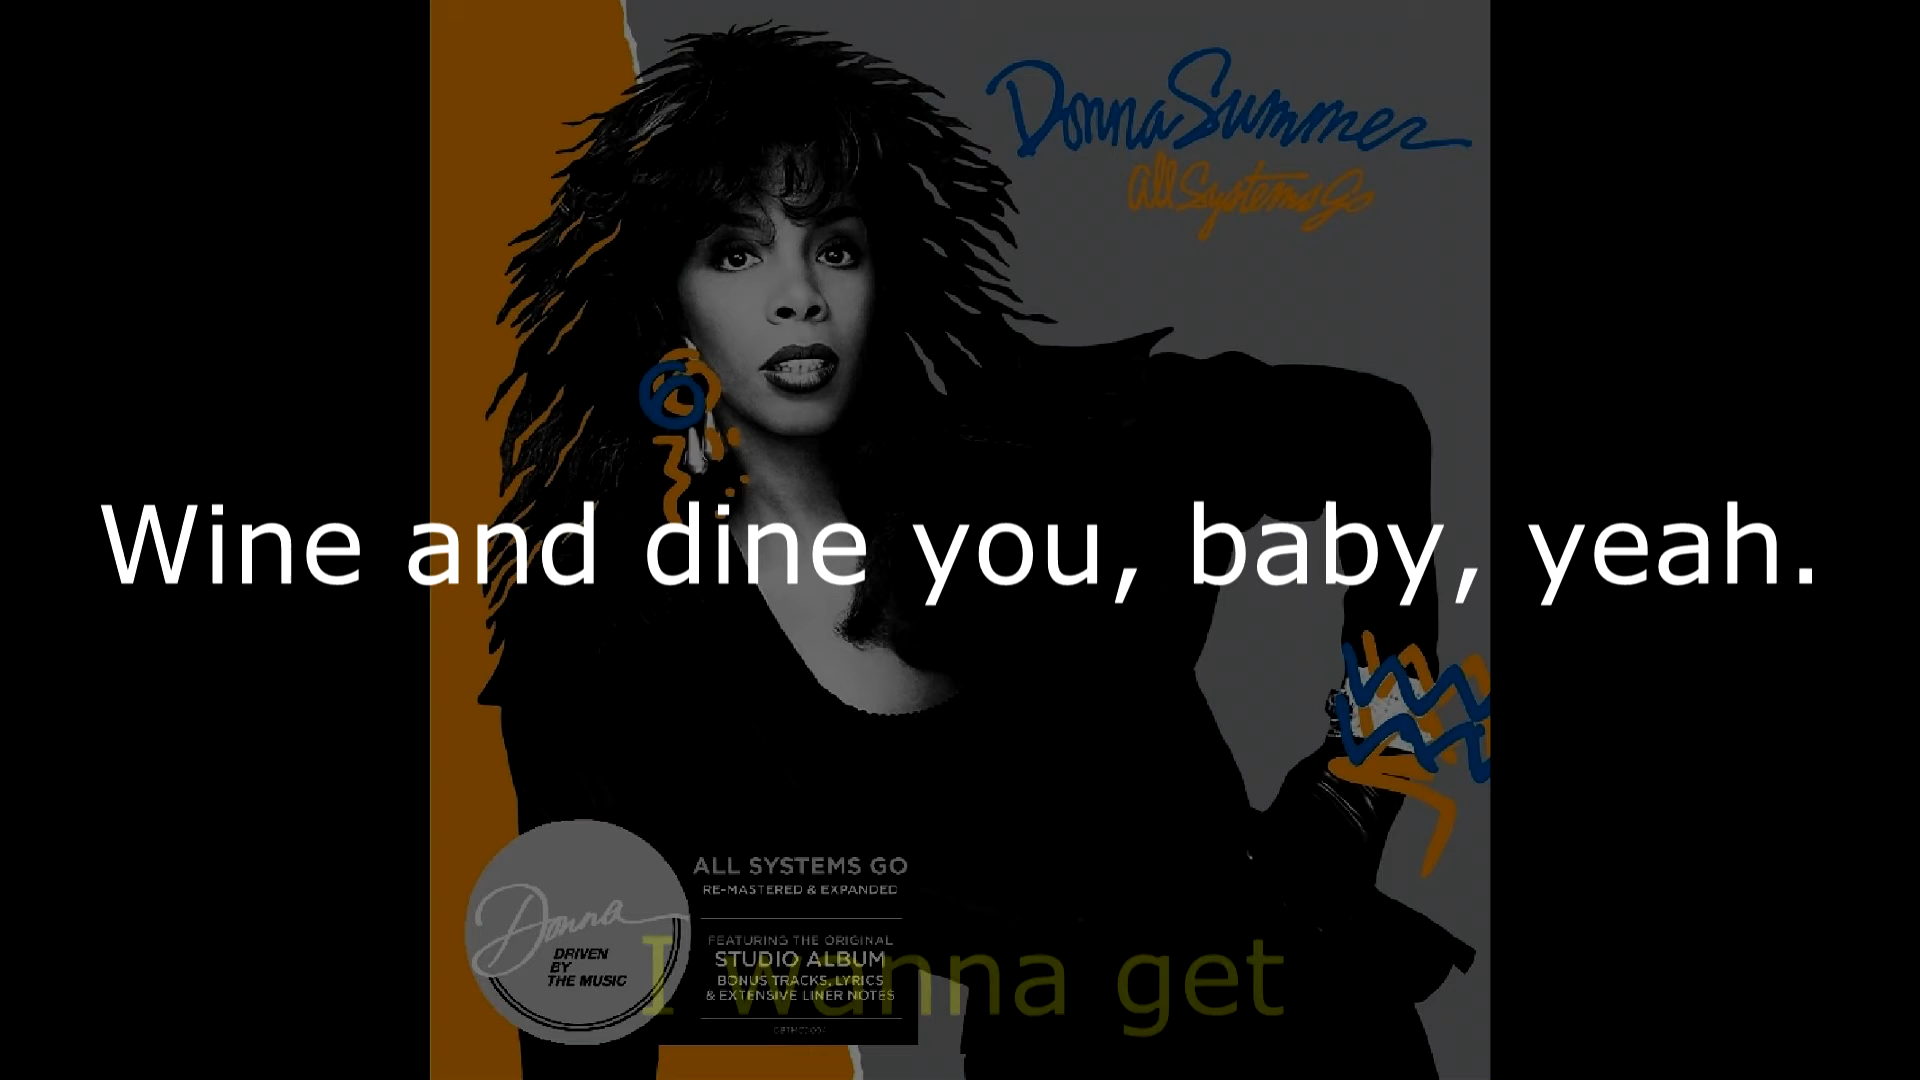 Donna Summer
All Systems Go
Wine and dine you, baby, yeah.
Donna
DRIVEN
BY
THE MUSIC
ALL SYSTEMS GO
RE-MASTERED & EXPANDED
FEATURING THE ORIGINAL
STUDIO ALBUM
BONUS TRACKS, LYRICS
& EXTENSIVE LINER NOTES
I wanna get